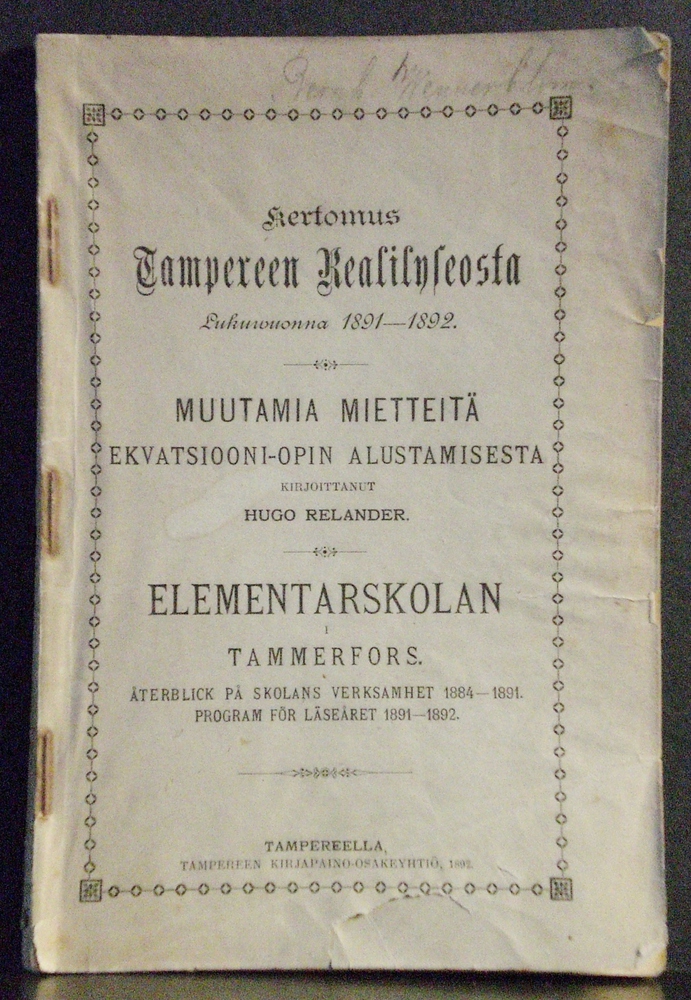 Kertomus
Tampereen Realilyseosta
Lukuwuonna 1891—1892.
MUUTAMIA MIETTEITÄ
EKVATSIOONI-OPIN ALUSTAMISESTA
KIRJOITTANUT
HUGO RELANDER.
ELEMENTARSKOLAN
I
TAMMERFORS.
ÅTERBLICK PÅ SKOLANS VERKSAMHET 1884—1891.
PROGRAM FÖR LÄSEÅRET 1891—1892.
TAMPEREELLA,
TAMPEREEN KIRJAPAINO-OSAKEYHTIÖ, 1892.